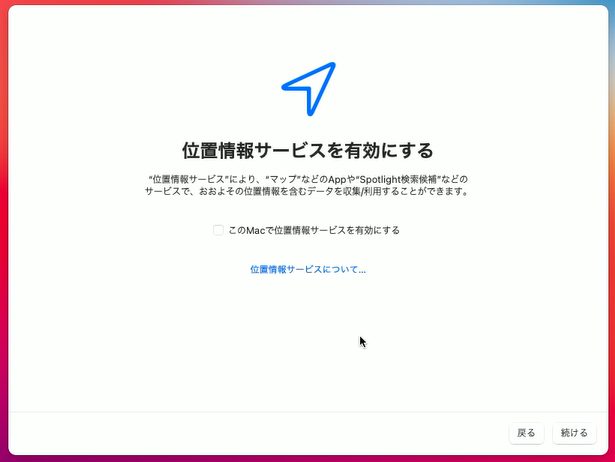 位置情報サービスを有効にする
“位置情報サービス”により、“マップ”などのAppや“Spotlight検索候補”などの
サービスで、おおよその位置情報を含むデータを収集/利用することができます。
このMacで位置情報サービスを有効にする
位置情報サービスについて...
戻る
続ける